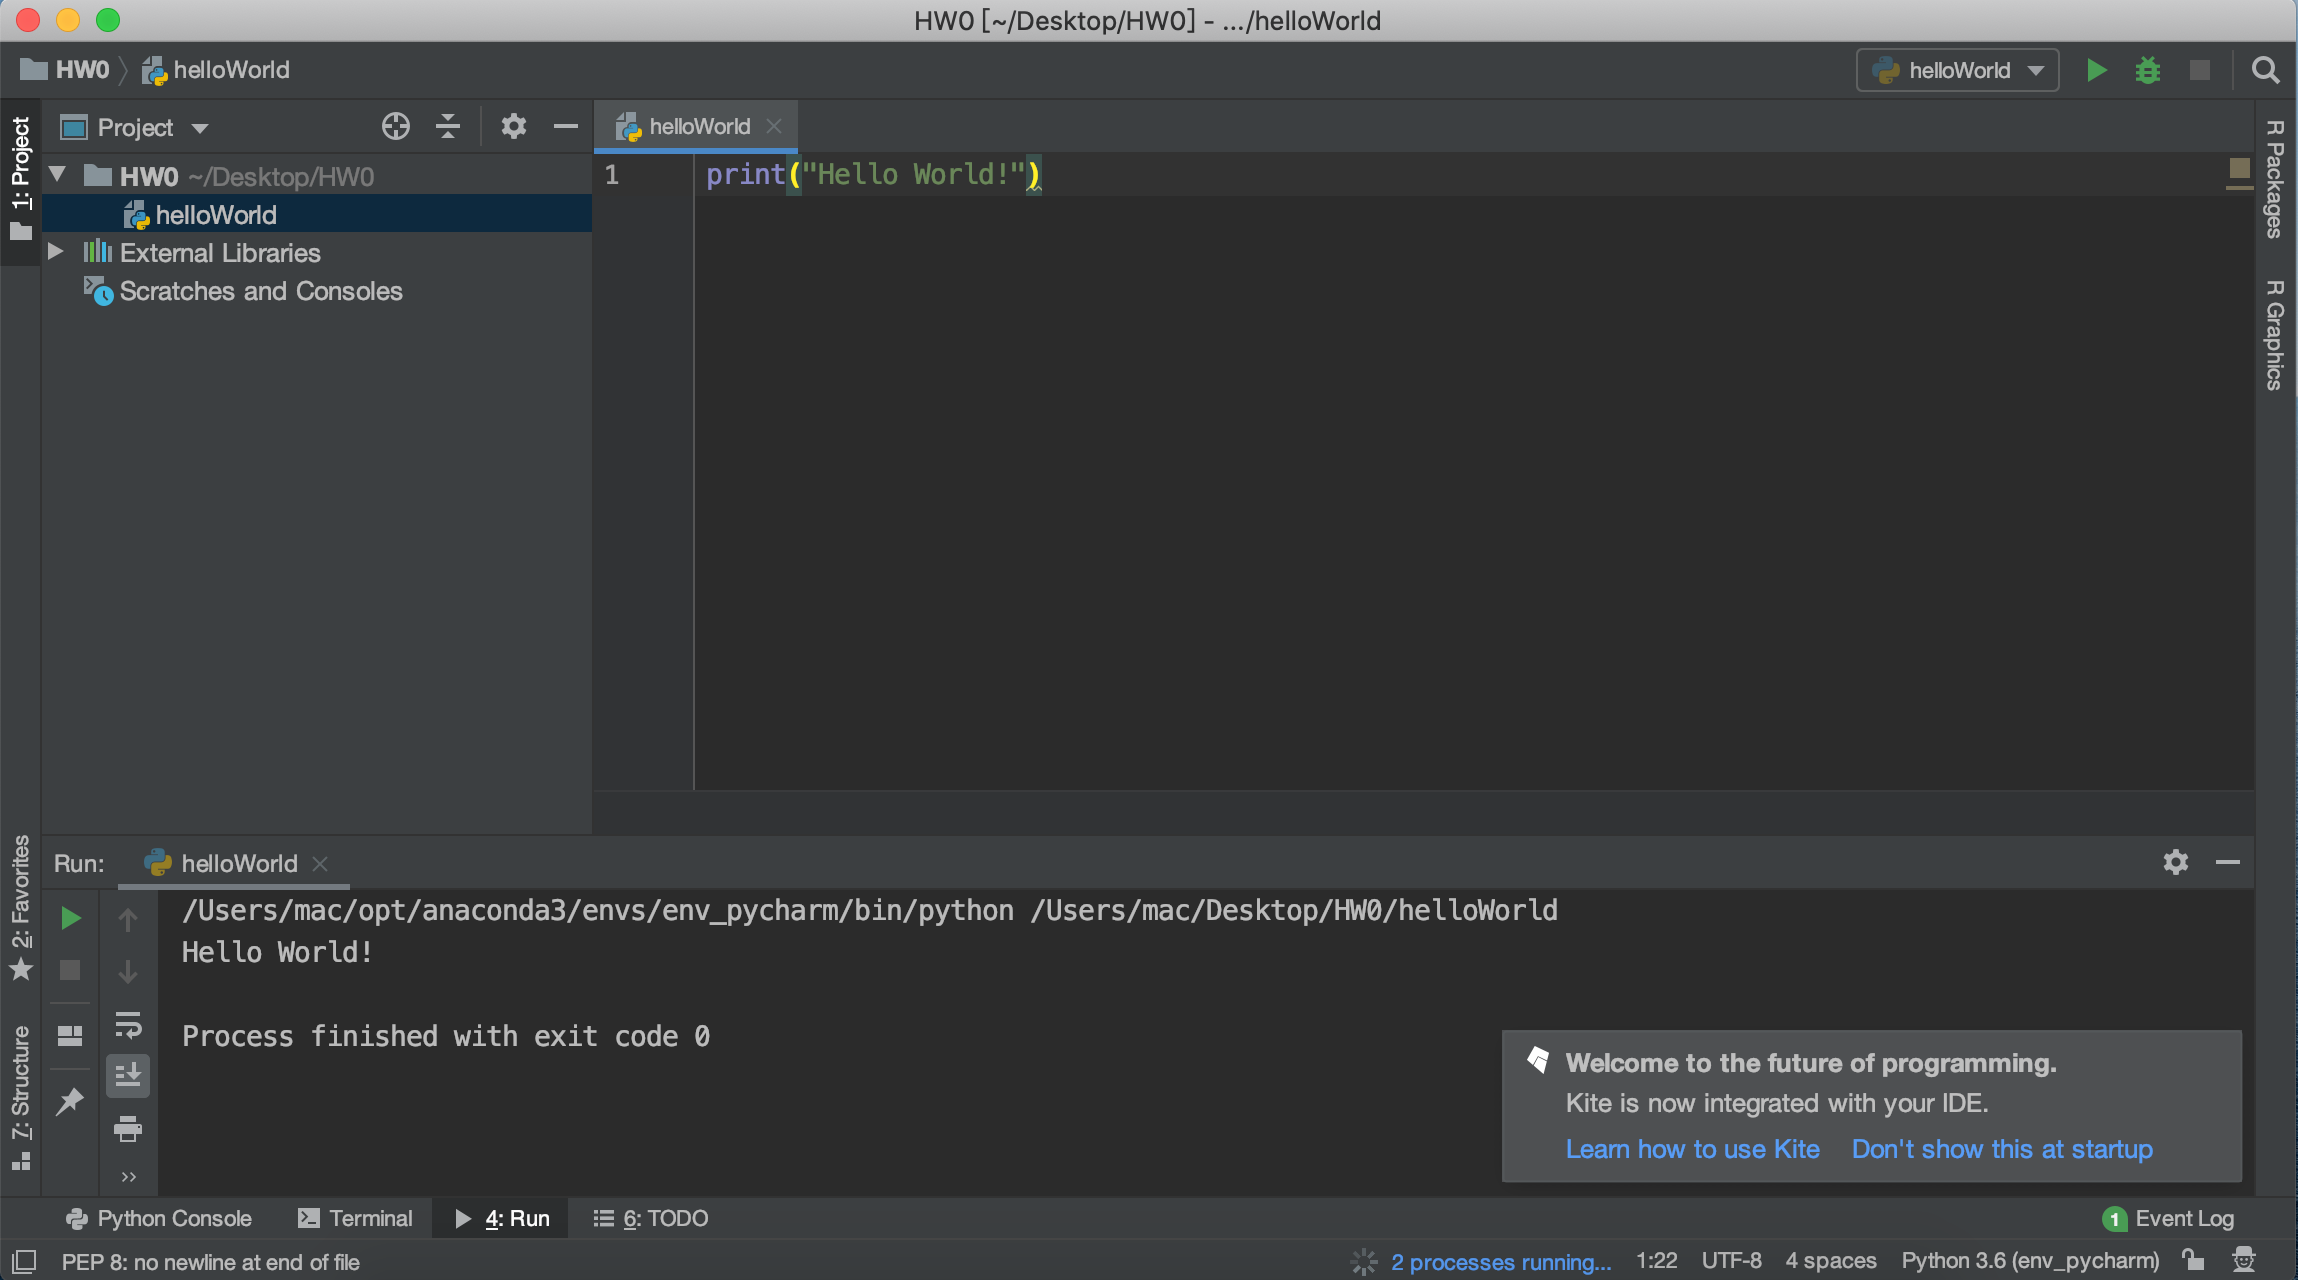 HW0 [~/Desktop/HW0] - .../helloWorld
HW0 helloWorld
helloWorld
1: Project
Project
helloWorld
HW0 ~/Desktop/HW0
helloWorld
External Libraries
Scratches and Consoles
1 print("Hello World!")
R Packages
R Graphics
2: Favorites
7: Structure
Run: helloWorld
/Users/mac/opt/anaconda3/envs/env_pycharm/bin/python /Users/mac/Desktop/HW0/helloWorld
Hello World!
Process finished with exit code 0
Welcome to the future of programming.
Kite is now integrated with your IDE.
Learn how to use Kite Don't show this at startup
Python Console Terminal 4: Run 6: TODO 1 Event Log
PEP 8: no newline at end of file 2 processes running... 1:22 UTF-8 4 spaces Python 3.6 (env_pycharm)